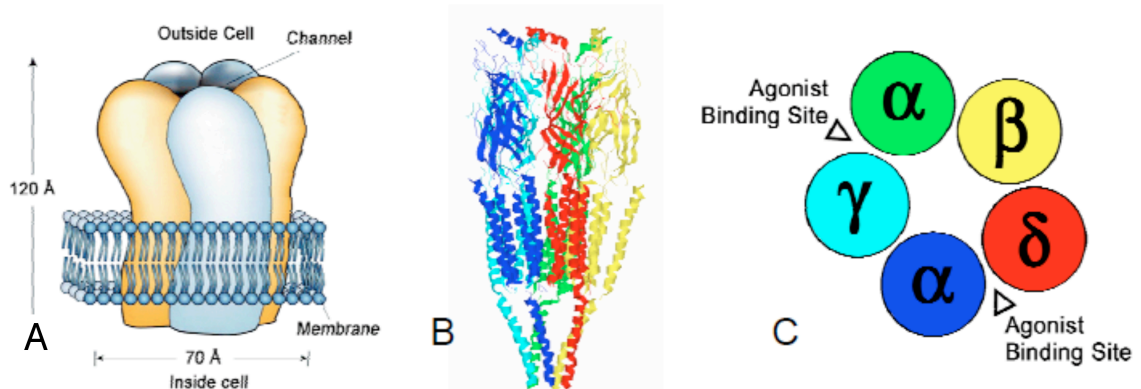 Outside Cell
Channel
120 Å
Membrane
70 Å
Inside cell
A
B
Agonist
Binding Site
α
β
γ
δ
α
Agonist
Binding Site
C